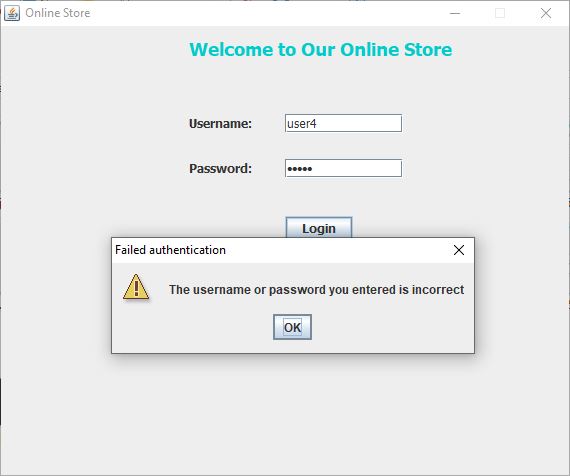 Online Store
Welcome to Our Online Store
Username: user4
Password: •••••
Login
Failed authentication
The username or password you entered is incorrect
OK